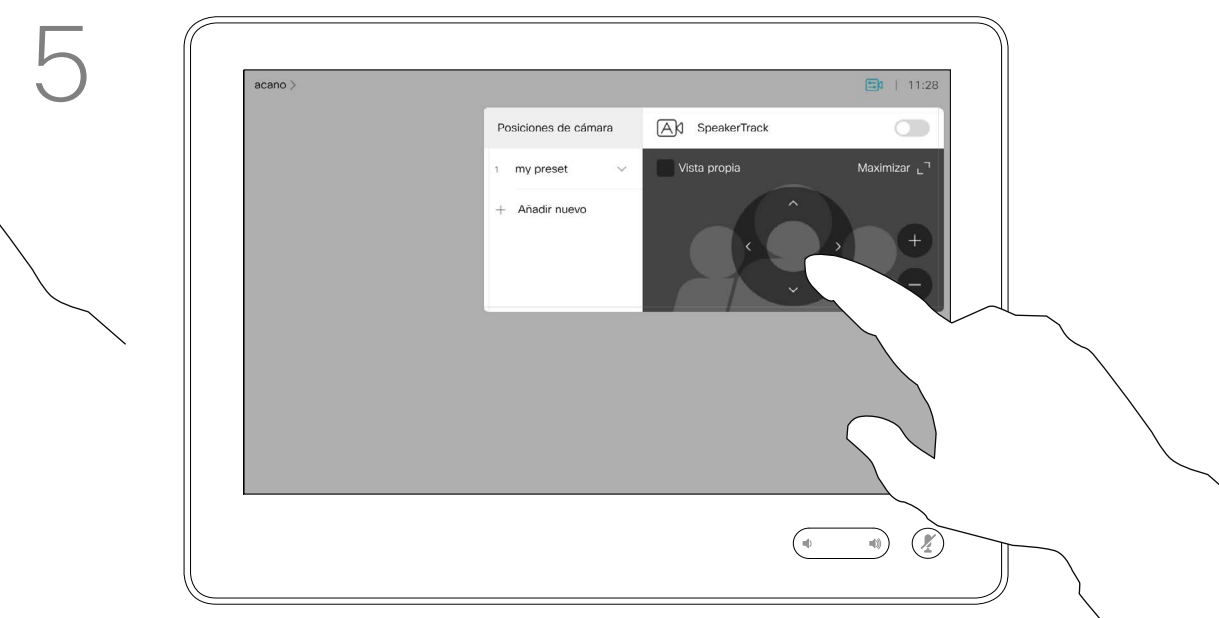 5
acano >
11:28
Posiciones de cámara
SpeakerTrack
1 my preset
Vista propia
Maximizar
+ Añadir nuevo